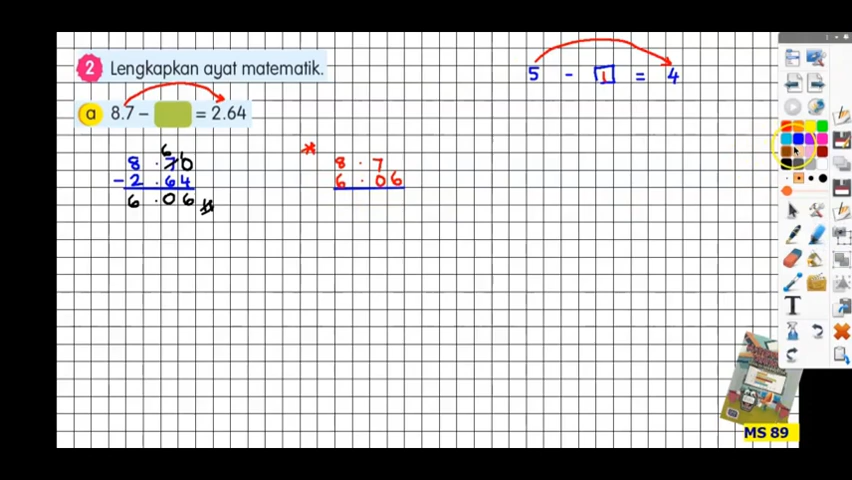 2 Lengkapkan ayat matematik.
5 - 1 = 4
a 8.7 - = 2.64
6
8 . 7 0
- 2 . 6 4
6 . 0 6
* 8 . 7
6 . 0 6
T
MS 89